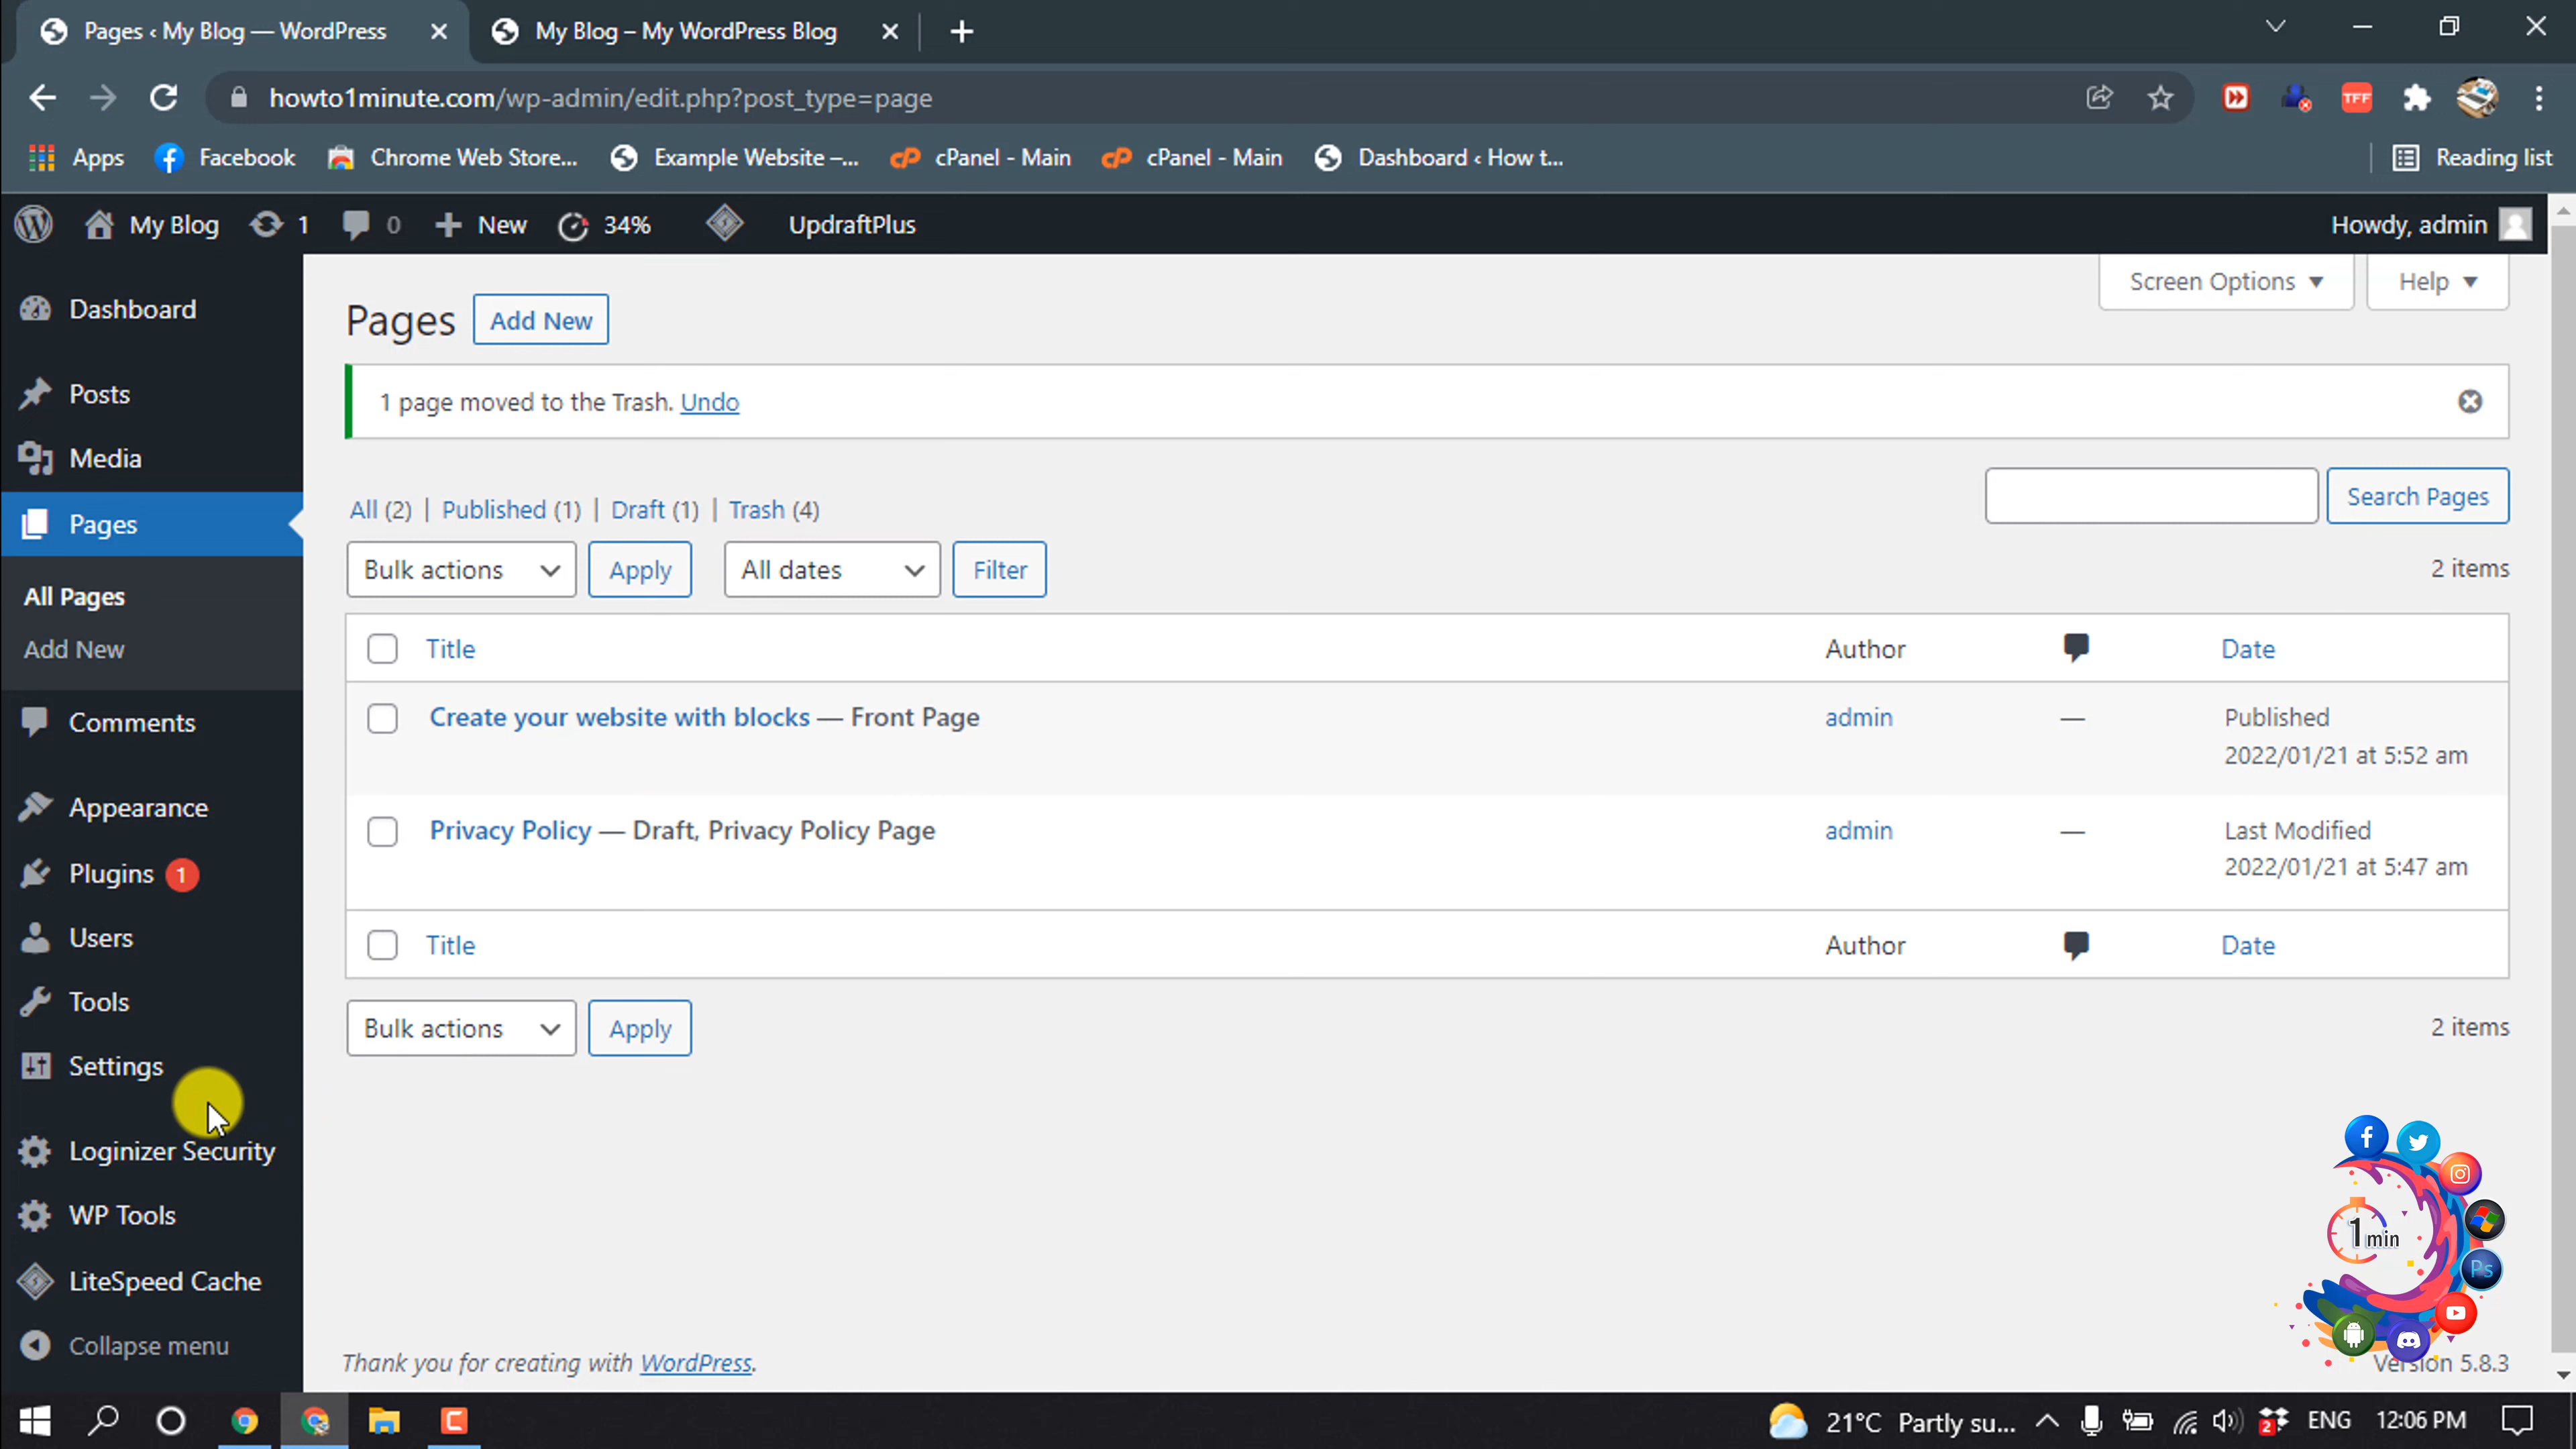 Pages ‹ My Blog — WordPress
My Blog – My WordPress Blog
howto1minute.com/wp-admin/edit.php?post_type=page
TFF
Apps
Facebook
Chrome Web Store...
Example Website –...
cPanel - Main
cPanel - Main
Dashboard ‹ How t...
Reading list
My Blog
1
0
New
34%
UpdraftPlus
Howdy, admin
Dashboard
Posts
Media
Pages
All Pages
Add New
Comments
Appearance
Plugins 1
Users
Tools
Settings
Loginizer Security
WP Tools
LiteSpeed Cache
Collapse menu
Screen Options
Help
Pages
Add New
1 page moved to the Trash. Undo
All (2) | Published (1) | Draft (1) | Trash (4)
Search Pages
Bulk actions
Apply
All dates
Filter
2 items
Title
Author
Date
Create your website with blocks — Front Page
admin
—
Published
2022/01/21 at 5:52 am
Privacy Policy — Draft, Privacy Policy Page
admin
—
Last Modified
2022/01/21 at 5:47 am
Title
Author
Date
Bulk actions
Apply
2 items
1 min
Ps
Thank you for creating with WordPress.
Version 5.8.3
21°C Partly su...
2
ENG
12:06 PM